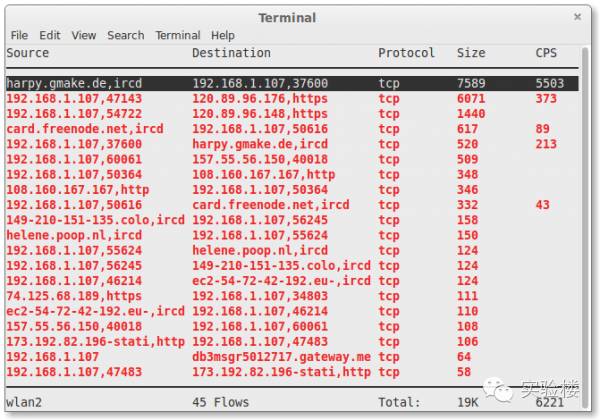 Terminal
File Edit View Search Terminal Help
Source Destination Protocol Size CPS
harpy.gmake.de,ircd 192.168.1.107,37600 tcp 7589 5503
192.168.1.107,47143 120.89.96.176,https tcp 6071 373
192.168.1.107,54722 120.89.96.148,https tcp 1440
card.freenode.net,ircd 192.168.1.107,50616 tcp 617 89
192.168.1.107,37600 harpy.gmake.de,ircd tcp 520 213
192.168.1.107,60061 157.55.56.150,40018 tcp 509
192.168.1.107,50364 108.160.167.167,http tcp 348
108.160.167.167,http 192.168.1.107,50364 tcp 346
192.168.1.107,50616 card.freenode.net,ircd tcp 332 43
149-210-151-135.colo,ircd 192.168.1.107,56245 tcp 158
helene.poop.nl,ircd 192.168.1.107,55624 tcp 150
192.168.1.107,55624 helene.poop.nl,ircd tcp 124
192.168.1.107,56245 149-210-151-135.colo,ircd tcp 124
192.168.1.107,46214 ec2-54-72-42-192.eu-,ircd tcp 124
74.125.68.189,https 192.168.1.107,34803 tcp 111
ec2-54-72-42-192.eu-,ircd 192.168.1.107,46214 tcp 110
157.55.56.150,40018 192.168.1.107,60061 tcp 108
173.192.82.196-stati,http 192.168.1.107,47483 tcp 106
192.168.1.107 db3msgr5012717.gateway.me tcp 64
192.168.1.107,47483 173.192.82.196-stati,http tcp 58
实验楼
wlan2 45 Flows Total: 19K 6221